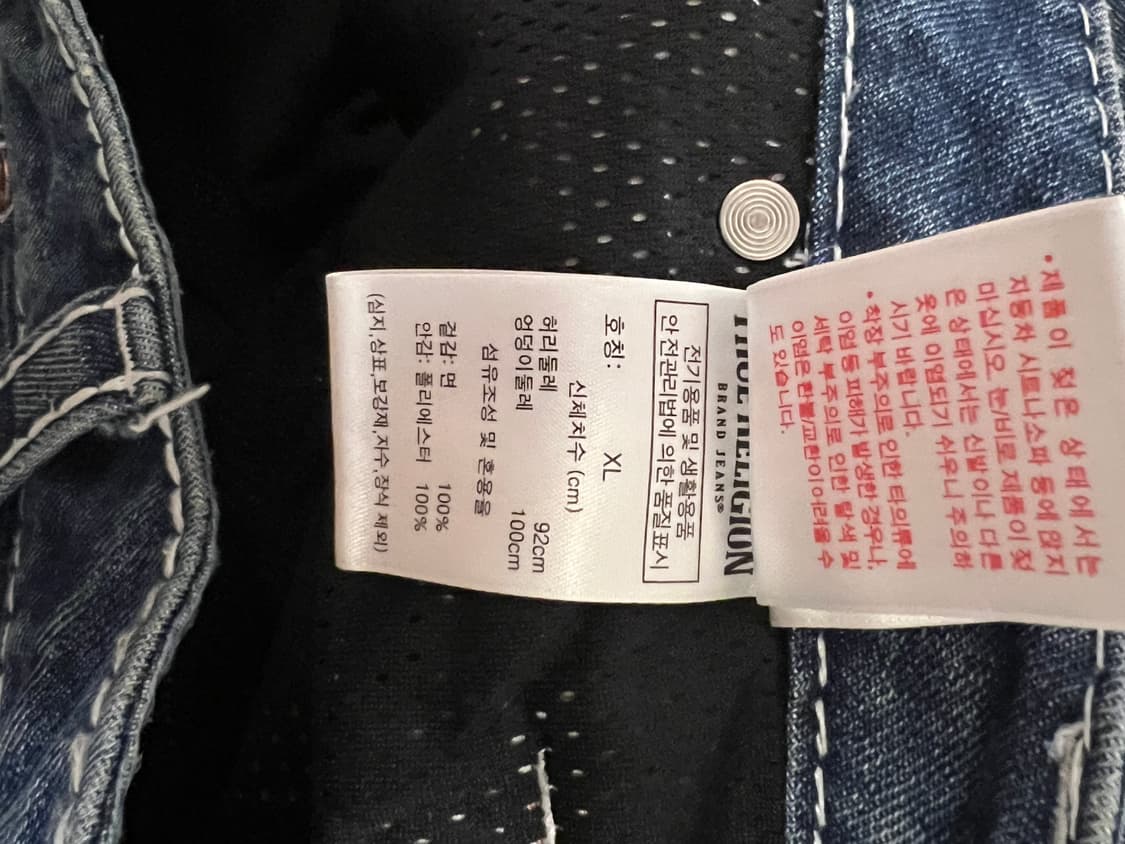 TRUE RELIGION
BRAND JEANS®
전기용품 및 생활용품
안전관리법에 의한 품질표시
호칭: XL
신체치수 (cm)
허리둘레 92cm
엉덩이둘레 100cm
섬유조성 및 혼용율
겉감: 면 100%
안감: 폴리에스터 100%
(심지,상표,보강재,자수,장식 제외)
• 제품이 젖은 상태에서는
자동차 시트나소파 등에 앉지
마십시오. 눈/비로 제품이 젖
은 상태에서는 신발이나 다른
옷에 이염되기 쉬우니 주의하
시기 바랍니다.
• 착장 부주의로 인한 타의류에
이염 등 피해가 발생한 경우나,
세탁 부주의로 인한 탈색 및
이염은 환불/교환이어려울 수
도 있습니다.